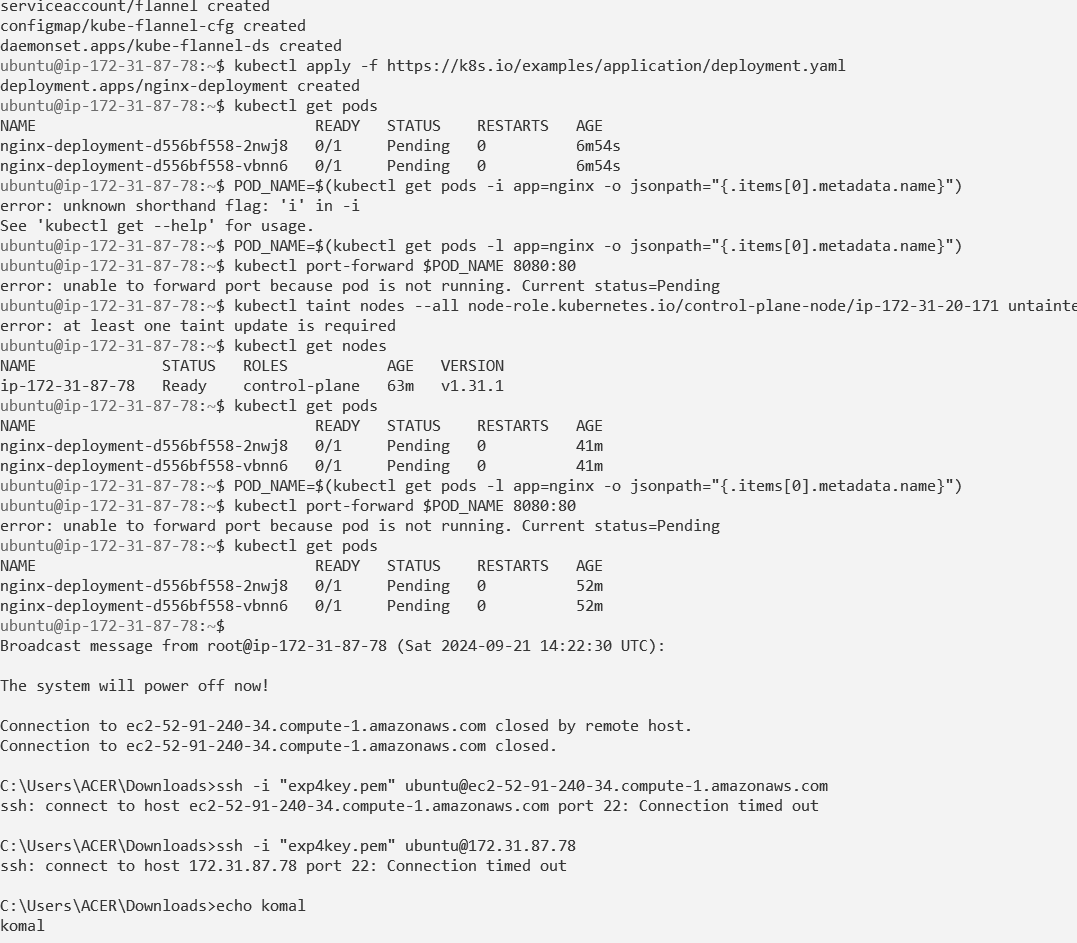 serviceaccount/flannel created
configmap/kube-flannel-cfg created
daemonset.apps/kube-flannel-ds created
ubuntu@ip-172-31-87-78:~$ kubectl apply -f https://k8s.io/examples/application/deployment.yaml
deployment.apps/nginx-deployment created
ubuntu@ip-172-31-87-78:~$ kubectl get pods
NAME                               READY   STATUS    RESTARTS   AGE
nginx-deployment-d556bf558-2nwj8   0/1     Pending   0          6m54s
nginx-deployment-d556bf558-vbnn6   0/1     Pending   0          6m54s
ubuntu@ip-172-31-87-78:~$ POD_NAME=$(kubectl get pods -i app=nginx -o jsonpath="{.items[0].metadata.name}")
error: unknown shorthand flag: 'i' in -i
See 'kubectl get --help' for usage.
ubuntu@ip-172-31-87-78:~$ POD_NAME=$(kubectl get pods -l app=nginx -o jsonpath="{.items[0].metadata.name}")
ubuntu@ip-172-31-87-78:~$ kubectl port-forward $POD_NAME 8080:80
error: unable to forward port because pod is not running. Current status=Pending
ubuntu@ip-172-31-87-78:~$ kubectl taint nodes --all node-role.kubernetes.io/control-plane-node/ip-172-31-20-171 untainte
error: at least one taint update is required
ubuntu@ip-172-31-87-78:~$ kubectl get nodes
NAME              STATUS   ROLES           AGE   VERSION
ip-172-31-87-78   Ready    control-plane   63m   v1.31.1
ubuntu@ip-172-31-87-78:~$ kubectl get pods
NAME                               READY   STATUS    RESTARTS   AGE
nginx-deployment-d556bf558-2nwj8   0/1     Pending   0          41m
nginx-deployment-d556bf558-vbnn6   0/1     Pending   0          41m
ubuntu@ip-172-31-87-78:~$ POD_NAME=$(kubectl get pods -l app=nginx -o jsonpath="{.items[0].metadata.name}")
ubuntu@ip-172-31-87-78:~$ kubectl port-forward $POD_NAME 8080:80
error: unable to forward port because pod is not running. Current status=Pending
ubuntu@ip-172-31-87-78:~$ kubectl get pods
NAME                               READY   STATUS    RESTARTS   AGE
nginx-deployment-d556bf558-2nwj8   0/1     Pending   0          52m
nginx-deployment-d556bf558-vbnn6   0/1     Pending   0          52m
ubuntu@ip-172-31-87-78:~$
Broadcast message from root@ip-172-31-87-78 (Sat 2024-09-21 14:22:30 UTC):

The system will power off now!

Connection to ec2-52-91-240-34.compute-1.amazonaws.com closed by remote host.
Connection to ec2-52-91-240-34.compute-1.amazonaws.com closed.

C:\Users\ACER\Downloads>ssh -i "exp4key.pem" ubuntu@ec2-52-91-240-34.compute-1.amazonaws.com
ssh: connect to host ec2-52-91-240-34.compute-1.amazonaws.com port 22: Connection timed out

C:\Users\ACER\Downloads>ssh -i "exp4key.pem" ubuntu@172.31.87.78
ssh: connect to host 172.31.87.78 port 22: Connection timed out

C:\Users\ACER\Downloads>echo komal
komal